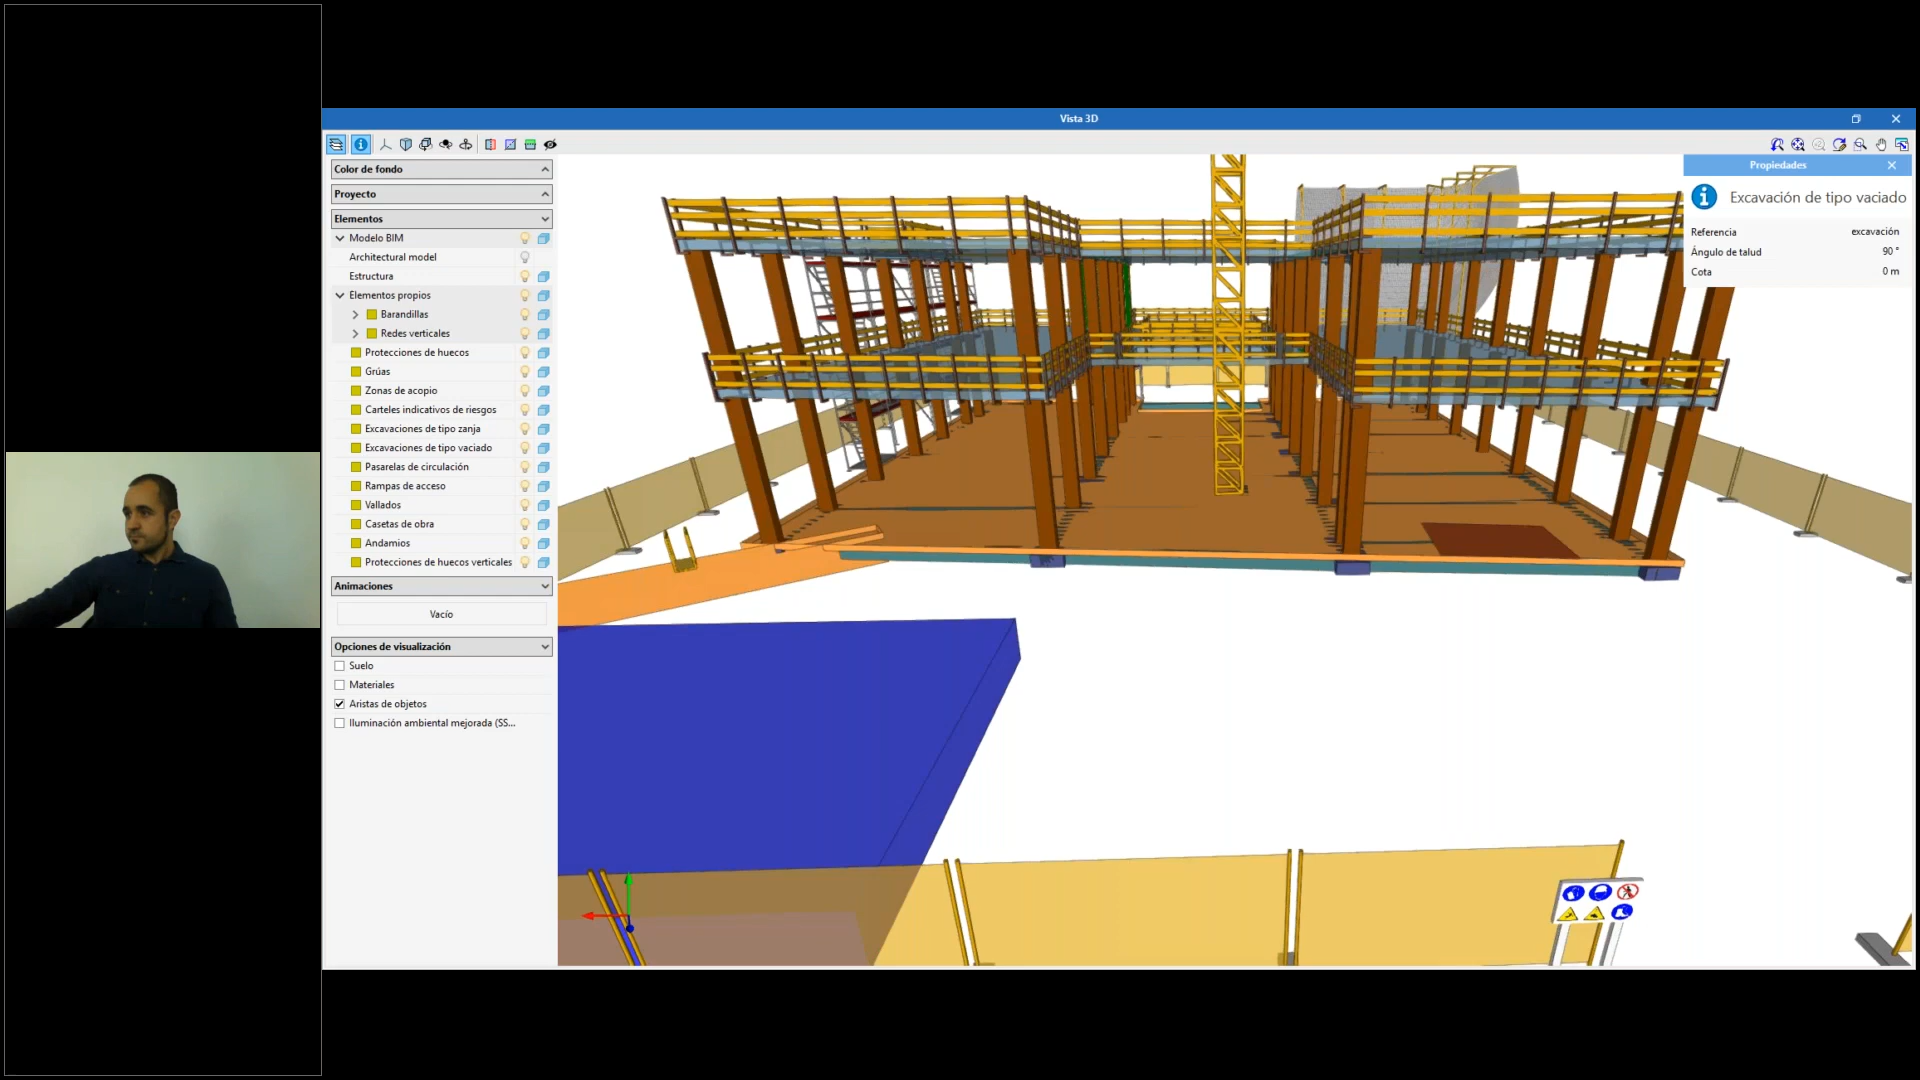 Vista 3D
Color de fondo
Proyecto
Elementos
Modelo BIM
Architectural model
Estructura
Elementos propios
Barandillas
Redes verticales
Protecciones de huecos
Grúas
Zonas de acopio
Carteles indicativos de riesgos
Excavaciones de tipo zanja
Excavaciones de tipo vaciado
Pasarelas de circulación
Rampas de acceso
Vallados
Casetas de obra
Andamios
Protecciones de huecos verticales
Animaciones
Vacío
Opciones de visualización
Suelo
Materiales
Aristas de objetos
Iluminación ambiental mejorada (SS...
Propiedades
Excavación de tipo vaciado
Referencia excavación
Ángulo de talud 90 °
Cota 0 m